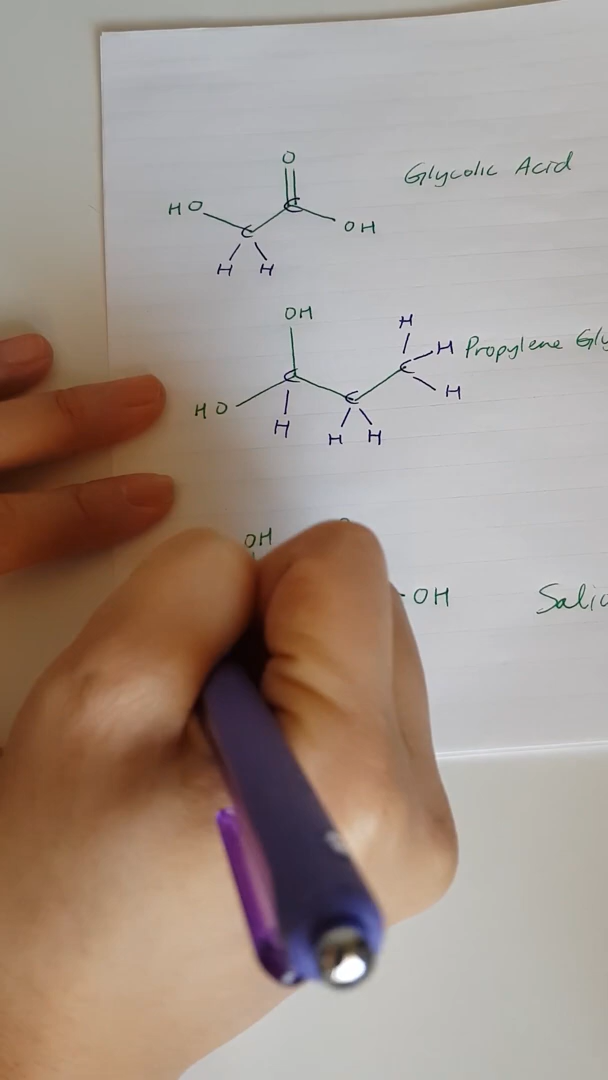 O
Glycolic Acid
HO C C OH
H H
OH
H
C C H Propylene Gly
HO C H
H H H
OH
OH Salic